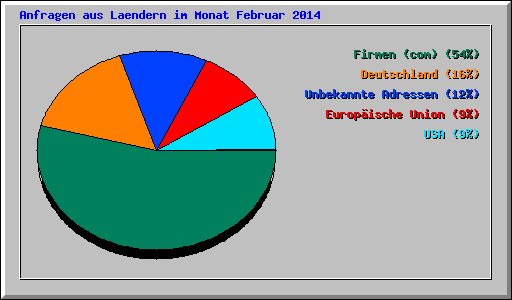 Anfragen aus Laendern im Monat Februar 2014
Firmen (com) (54%)
Deutschland (16%)
Unbekannte Adressen (12%)
Europäische Union (9%)
USA (9%)